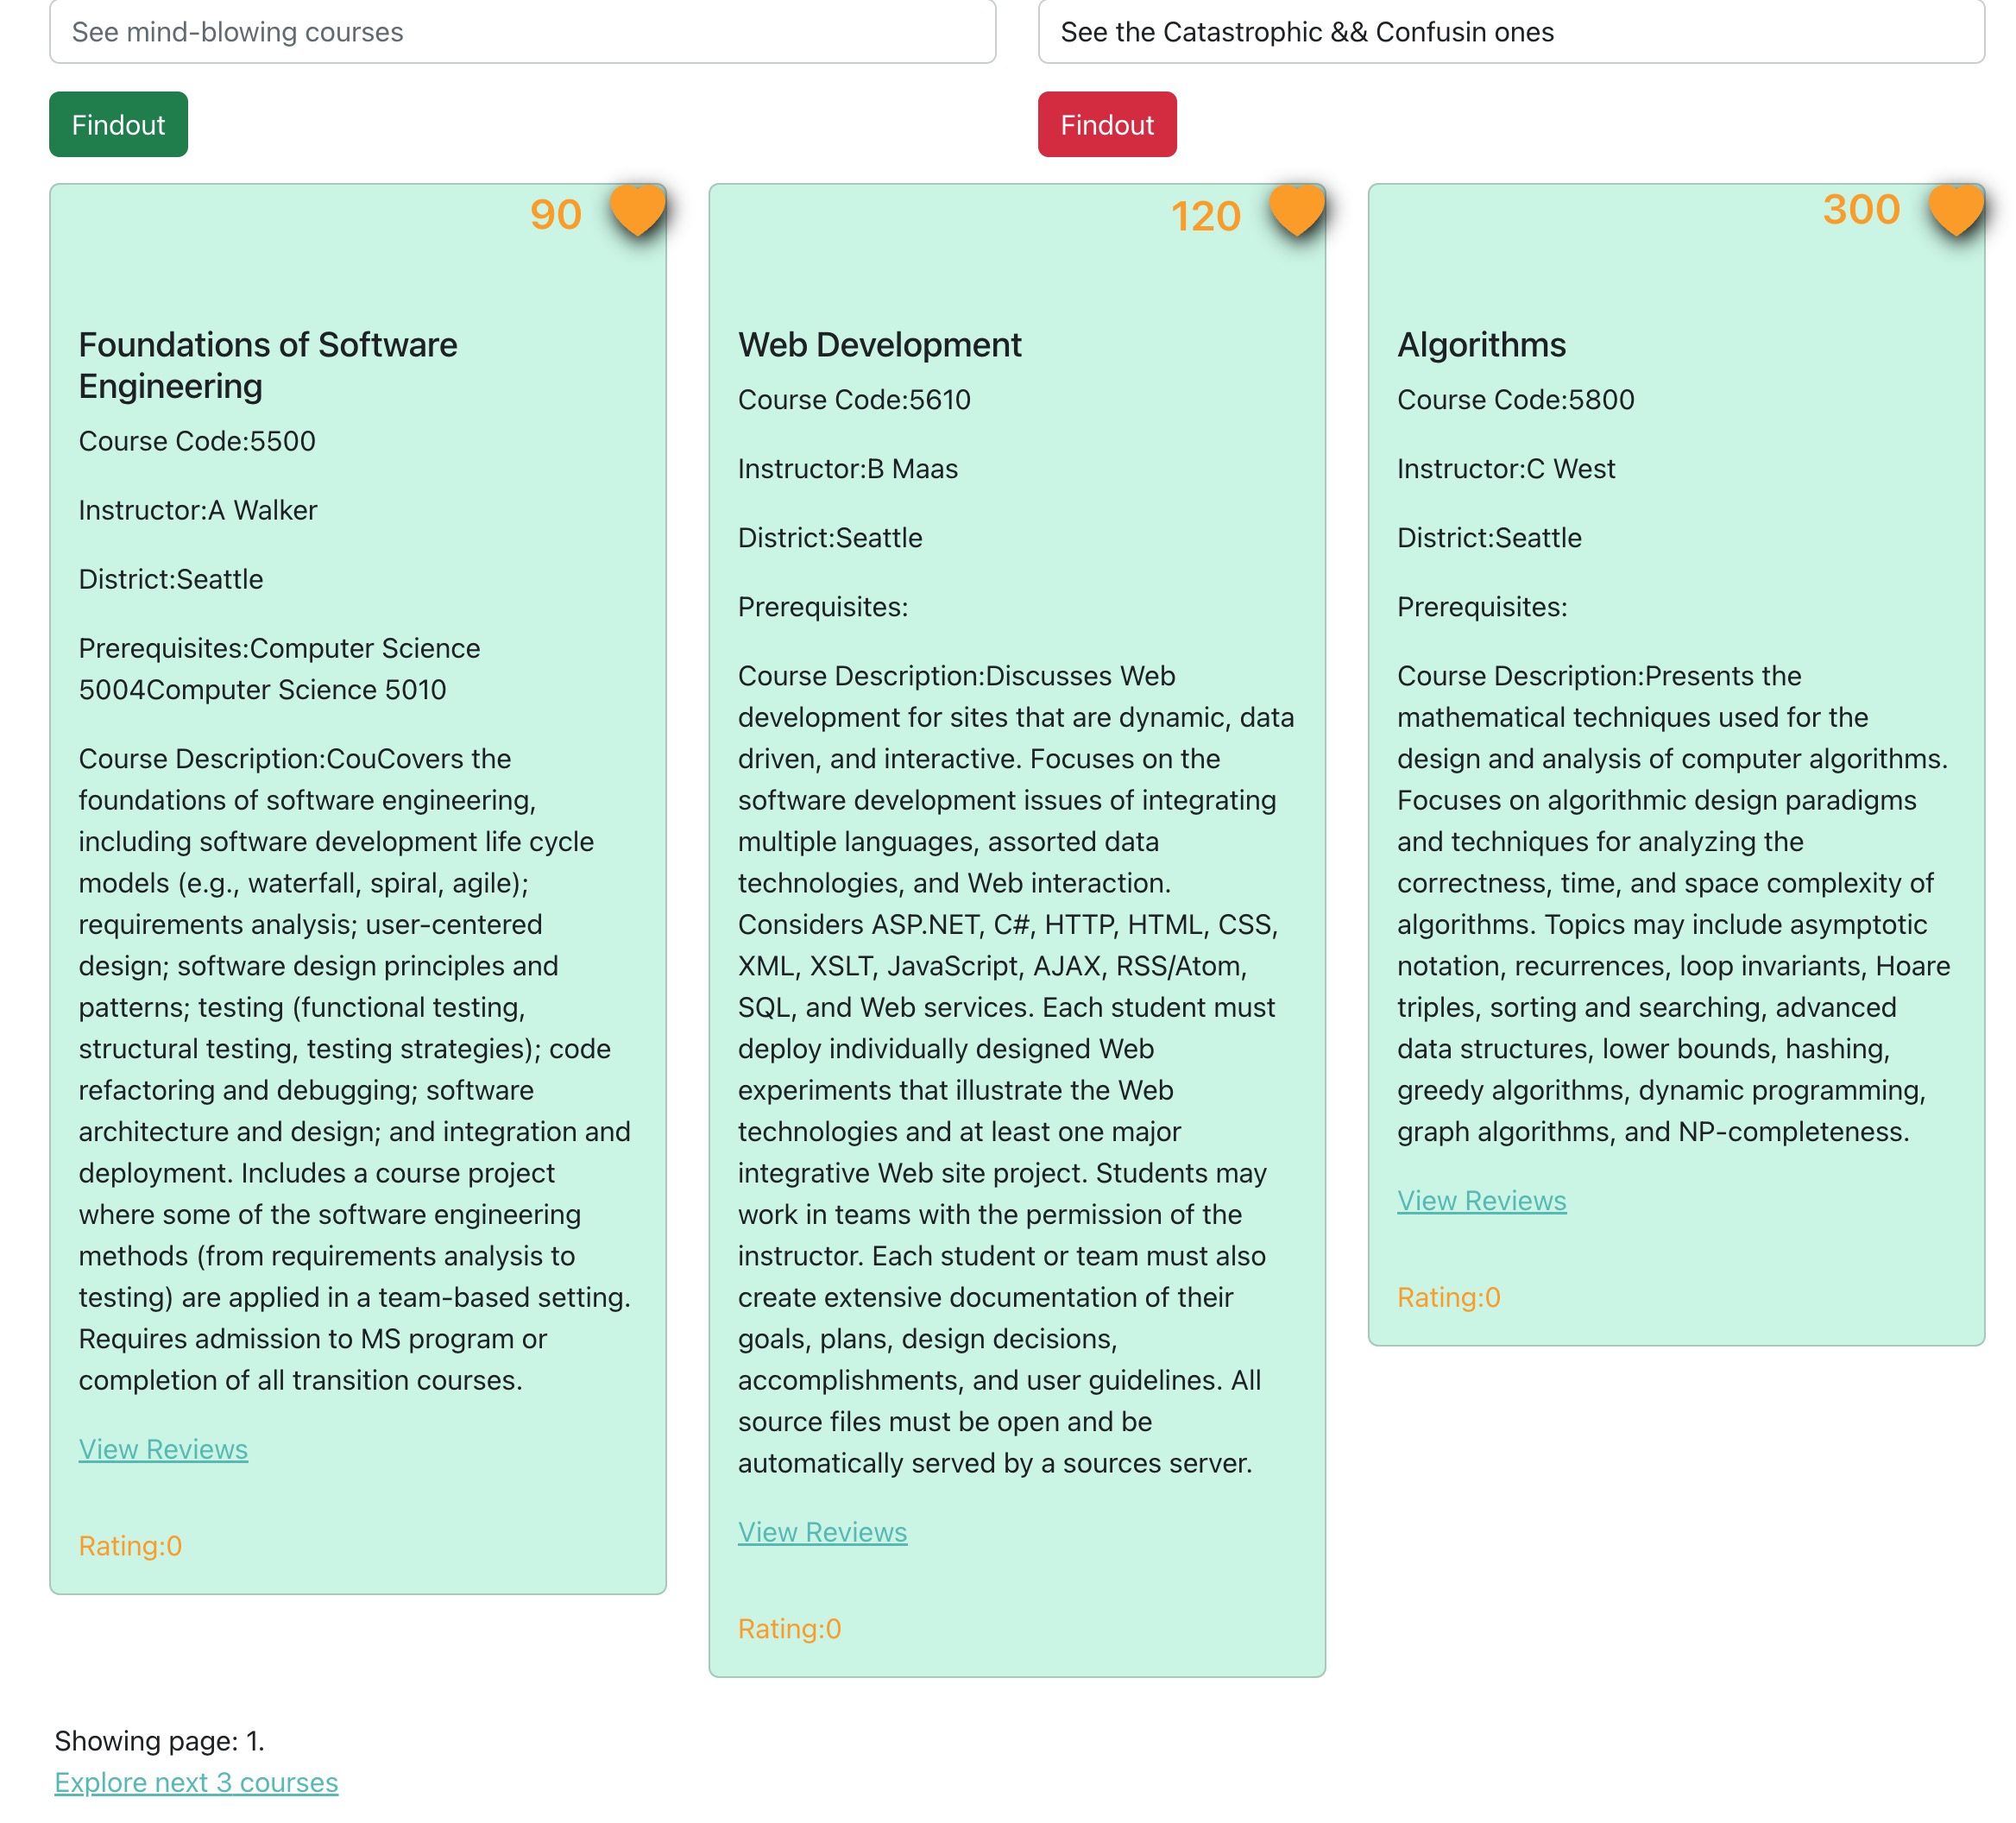 See mind-blowing courses
See the Catastrophic && Confusin ones
Findout
Findout
90
Foundations of Software
Engineering
Course Code:5500
Instructor:A Walker
District:Seattle
Prerequisites:Computer Science
5004Computer Science 5010
Course Description:CouCovers the
foundations of software engineering,
including software development life cycle
models (e.g., waterfall, spiral, agile);
requirements analysis; user-centered
design; software design principles and
patterns; testing (functional testing,
structural testing, testing strategies); code
refactoring and debugging; software
architecture and design; and integration and
deployment. Includes a course project
where some of the software engineering
methods (from requirements analysis to
testing) are applied in a team-based setting.
Requires admission to MS program or
completion of all transition courses.
View Reviews
Rating:0
120
Web Development
Course Code:5610
Instructor:B Maas
District:Seattle
Prerequisites:
Course Description:Discusses Web
development for sites that are dynamic, data
driven, and interactive. Focuses on the
software development issues of integrating
multiple languages, assorted data
technologies, and Web interaction.
Considers ASP.NET, C#, HTTP, HTML, CSS,
XML, XSLT, JavaScript, AJAX, RSS/Atom,
SQL, and Web services. Each student must
deploy individually designed Web
experiments that illustrate the Web
technologies and at least one major
integrative Web site project. Students may
work in teams with the permission of the
instructor. Each student or team must also
create extensive documentation of their
goals, plans, design decisions,
accomplishments, and user guidelines. All
source files must be open and be
automatically served by a sources server.
View Reviews
Rating:0
300
Algorithms
Course Code:5800
Instructor:C West
District:Seattle
Prerequisites:
Course Description:Presents the
mathematical techniques used for the
design and analysis of computer algorithms.
Focuses on algorithmic design paradigms
and techniques for analyzing the
correctness, time, and space complexity of
algorithms. Topics may include asymptotic
notation, recurrences, loop invariants, Hoare
triples, sorting and searching, advanced
data structures, lower bounds, hashing,
greedy algorithms, dynamic programming,
graph algorithms, and NP-completeness.
View Reviews
Rating:0
Showing page: 1.
Explore next 3 courses